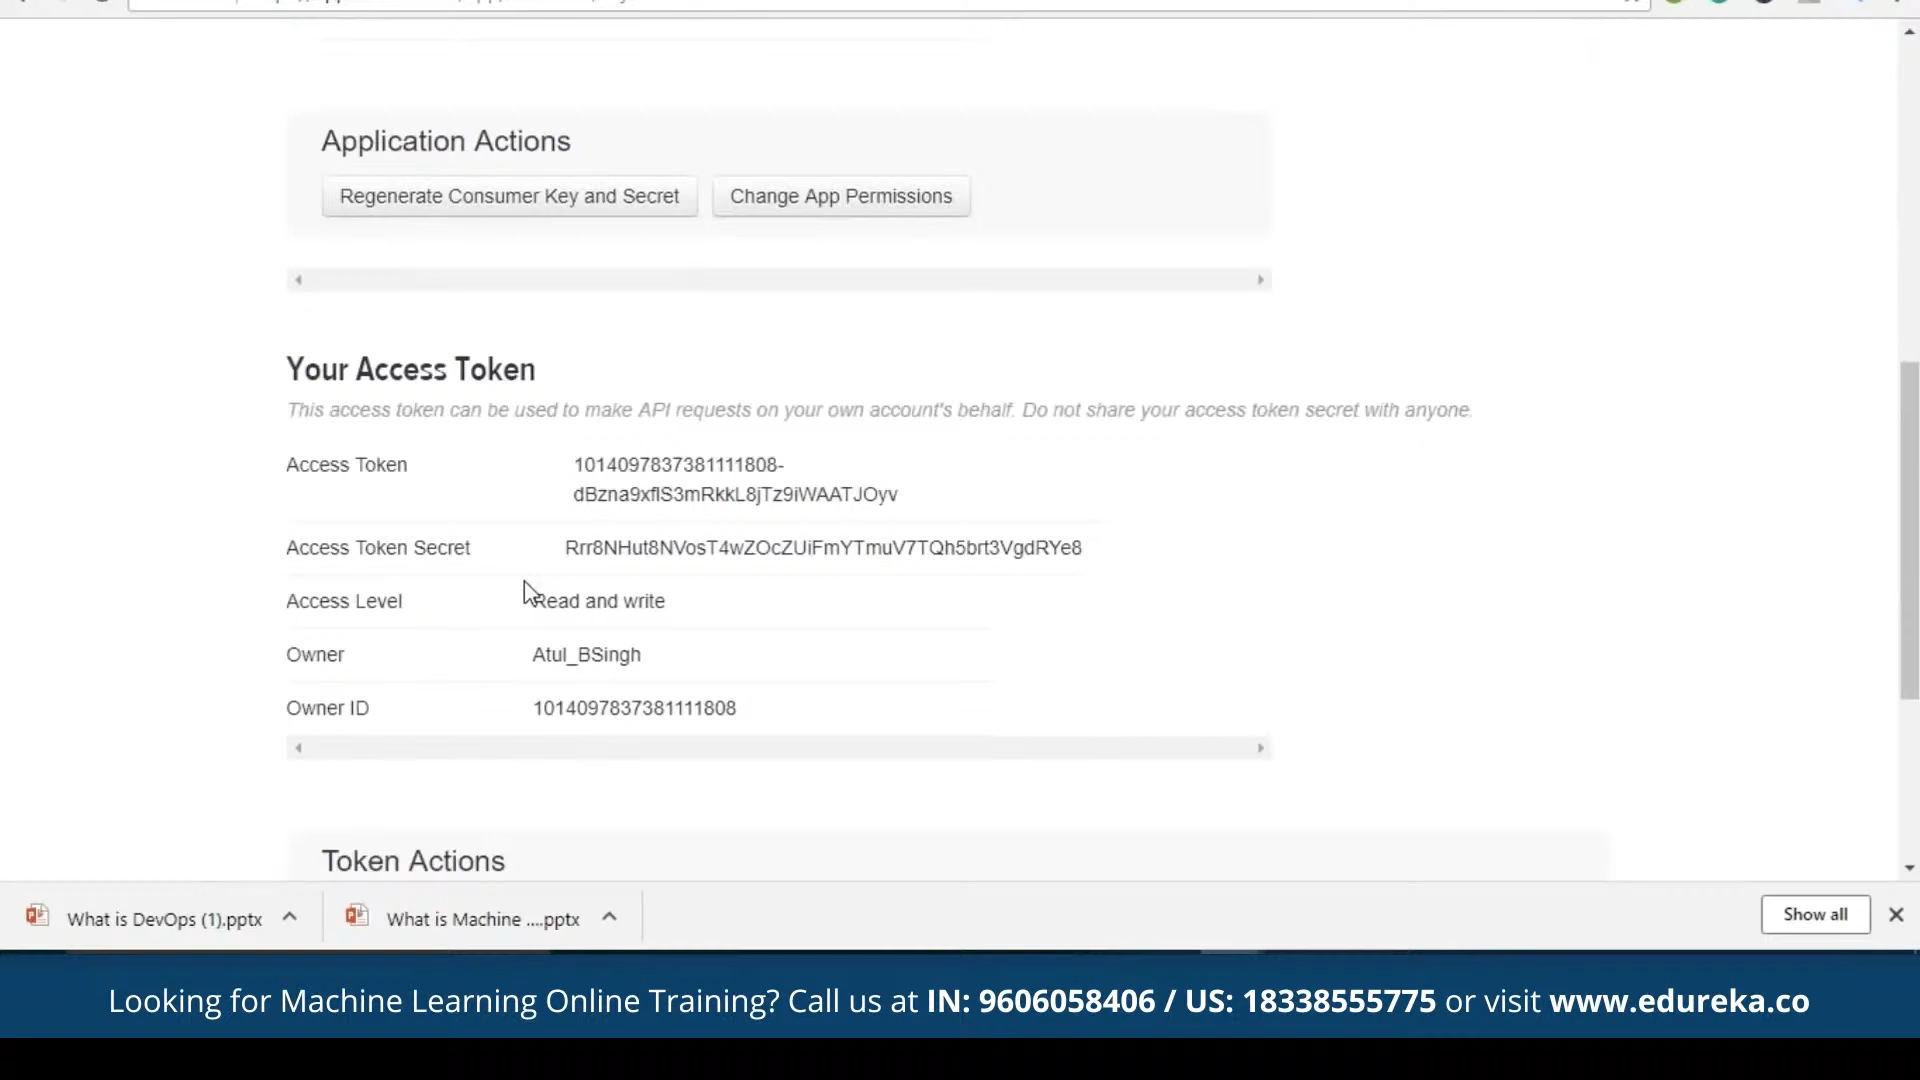 Application Actions
Regenerate Consumer Key and Secret
Change App Permissions
Your Access Token
This access token can be used to make API requests on your own account's behalf. Do not share your access token secret with anyone.
Access Token
1014097837381111808-
dBzna9xflS3mRkkL8jTz9iWAATJOyv
Access Token Secret
Rrr8NHut8NVosT4wZOcZUiFmYTmuV7TQh5brt3VgdRYe8
Access Level
Read and write
Owner
Atul_BSingh
Owner ID
1014097837381111808
Token Actions
What is DevOps (1).pptx
What is Machine ....pptx
Show all
Looking for Machine Learning Online Training? Call us at IN: 9606058406 / US: 18338555775 or visit www.edureka.co